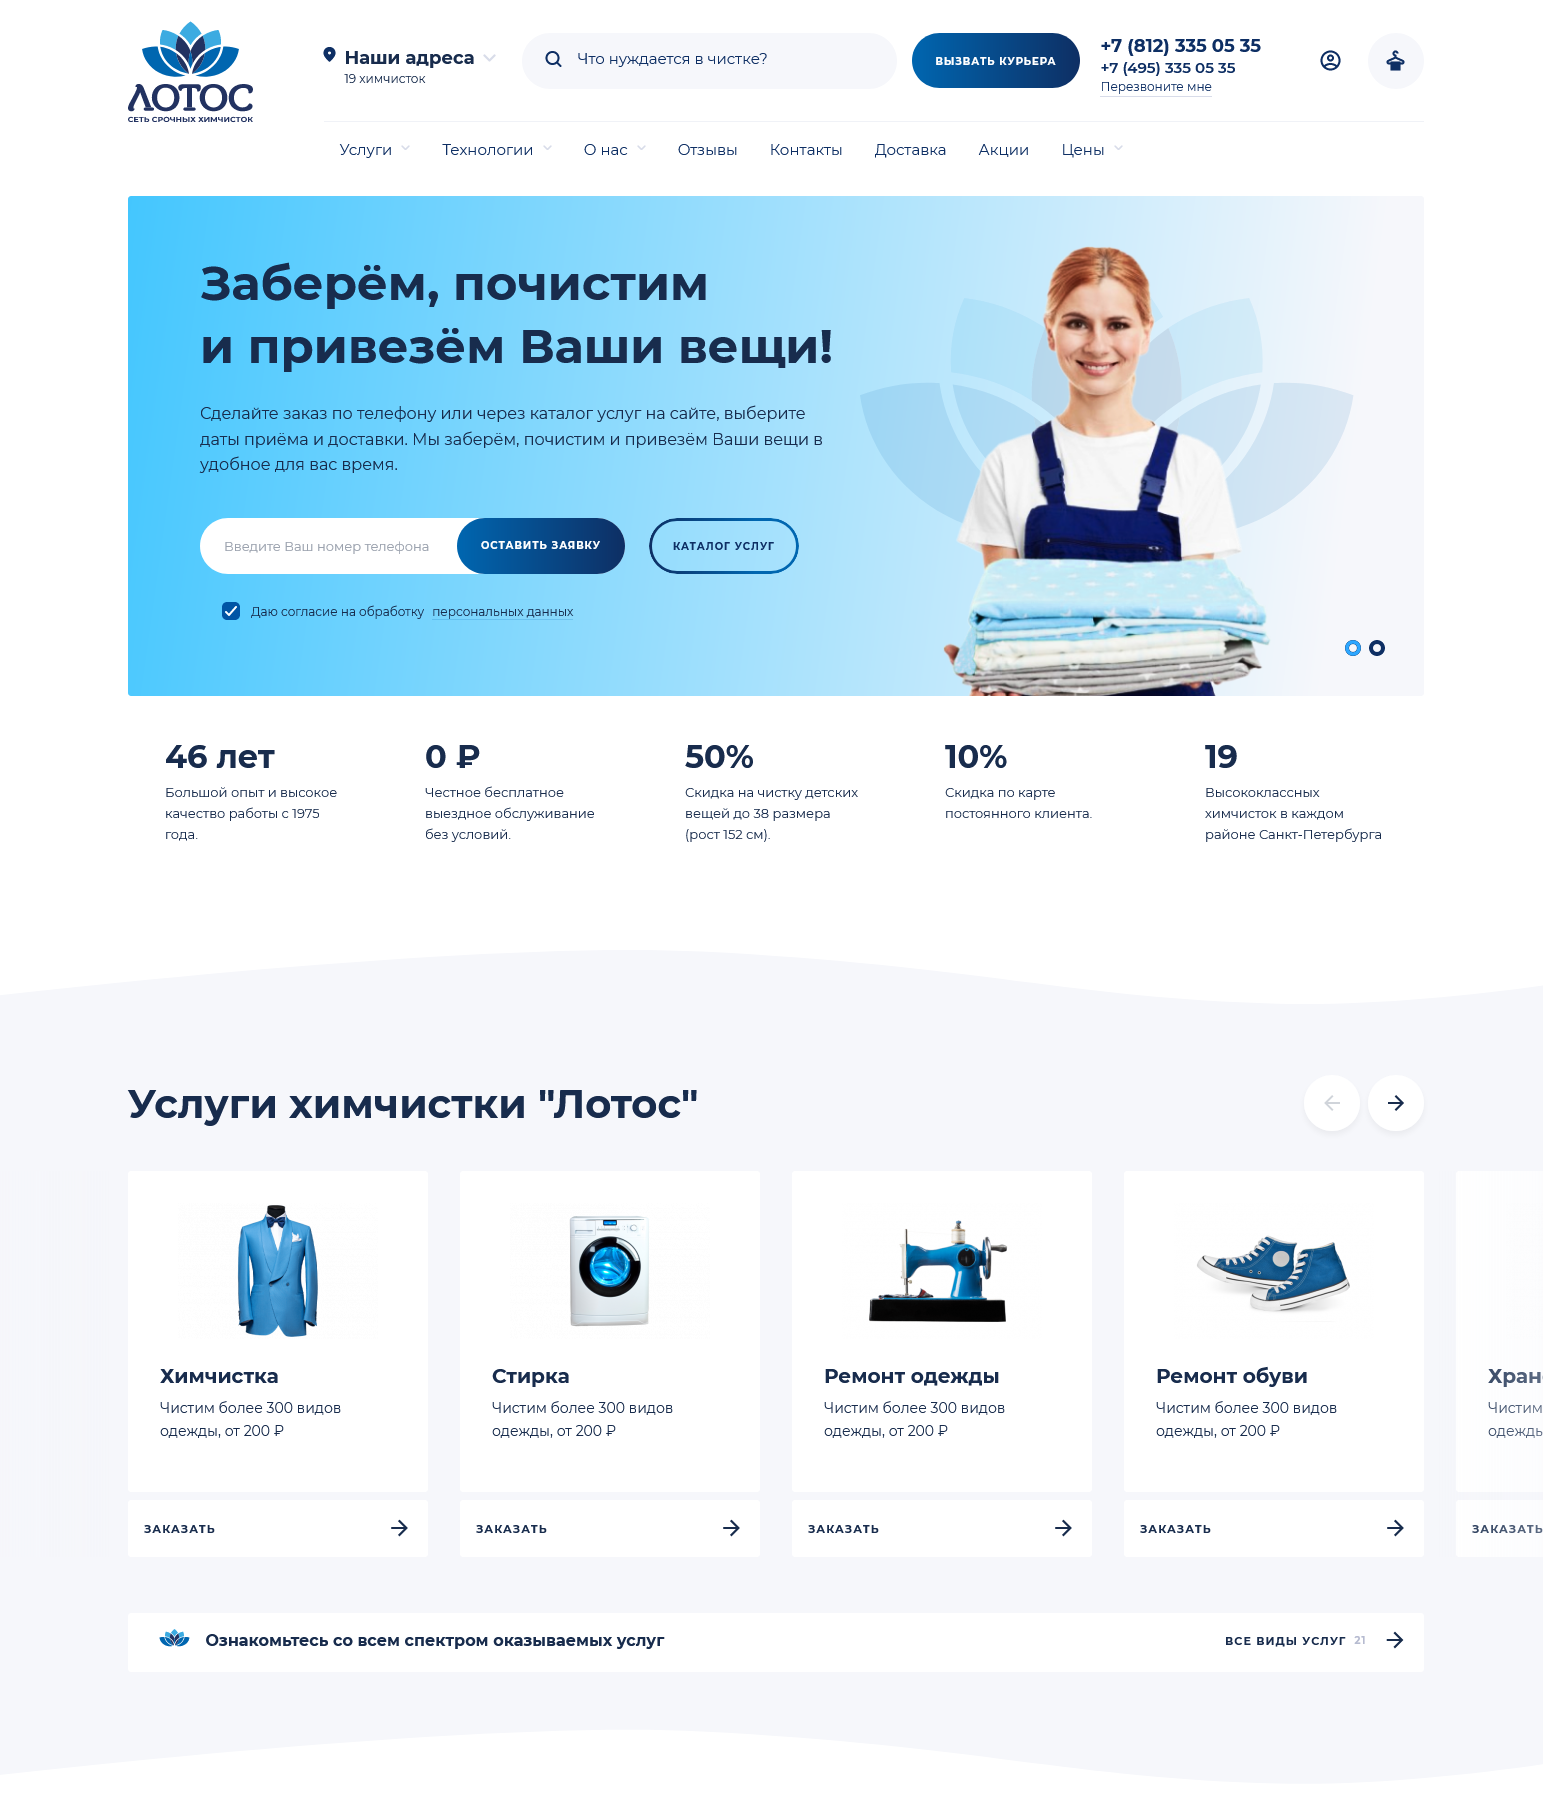 ЛОТОС
СЕТЬ СРОЧНЫХ ХИМЧИСТОК
Наши адреса
19 химчисток
Что нуждается в чистке?
ВЫЗВАТЬ КУРЬЕРА
+7 (812) 335 05 35
+7 (495) 335 05 35
Перезвоните мне
Услуги Технологии О нас Отзывы Контакты Доставка Акции Цены
Заберём, почистим
и привезём Ваши вещи!
Сделайте заказ по телефону или через каталог услуг на сайте, выберите
даты приёма и доставки. Мы заберём, почистим и привезём Ваши вещи в
удобное для вас время.
Введите Ваш номер телефона
ОСТАВИТЬ ЗАЯВКУ
КАТАЛОГ УСЛУГ
Даю согласие на обработку персональных данных
46 лет
Большой опыт и высокое
качество работы с 1975
года.
0 ₽
Честное бесплатное
выездное обслуживание
без условий.
50%
Скидка на чистку детских
вещей до 38 размера
(рост 152 см).
10%
Скидка по карте
постоянного клиента.
19
Высококлассных
химчисток в каждом
районе Санкт-Петербурга
Услуги химчистки "Лотос"
Химчистка
Чистим более 300 видов
одежды, от 200 ₽
ЗАКАЗАТЬ
Стирка
Чистим более 300 видов
одежды, от 200 ₽
ЗАКАЗАТЬ
Ремонт одежды
Чистим более 300 видов
одежды, от 200 ₽
ЗАКАЗАТЬ
Ремонт обуви
Чистим более 300 видов
одежды, от 200 ₽
ЗАКАЗАТЬ
Чистим
ЗАКАЗАТЬ
Ознакомьтесь со всем спектром оказываемых услуг
ВСЕ ВИДЫ УСЛУГ 21